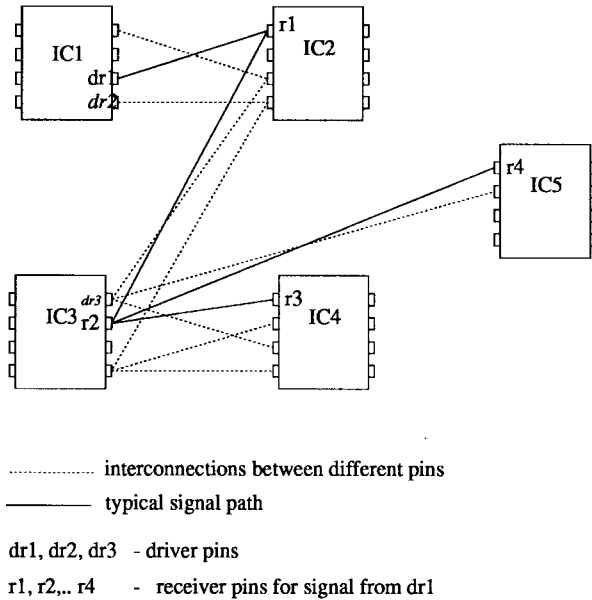 IC1
dr1
dr2
r1
IC2
r4
IC5
dr3
IC3
r2
r3
IC4
interconnections between different pins
typical signal path
dr1, dr2, dr3 - driver pins
r1, r2,.. r4 - receiver pins for signal from dr1